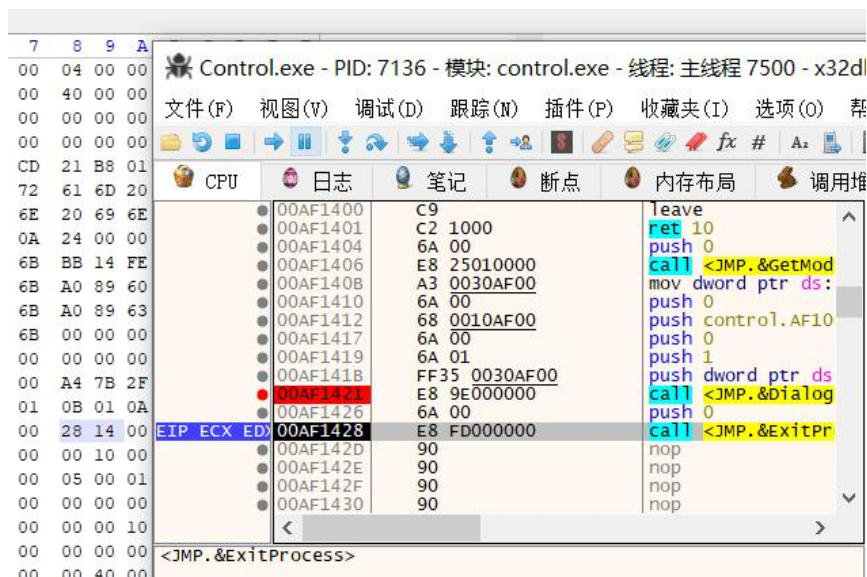 7 8 9 A
00 04 00 00
00 40 00 00
00 00 00 00
00 00 00 00
CD 21 B8 01
72 61 6D 20
6E 20 69 6E
0A 24 00 00
6B BB 14 FE
6B A0 89 60
6B A0 89 63
6B 00 00 00
00 00 00 00
00 A4 7B 2F
01 0B 01 0A
00 28 14 00
00 00 10 00
00 05 00 01
00 00 00 00
00 00 00 10
00 00 00 00
00 00 40 00
Control.exe - PID: 7136 - 模块: control.exe - 线程: 主线程 7500 - x32d
文件(F) 视图(V) 调试(D) 跟踪(N) 插件(P) 收藏夹(I) 选项(O) 帮
fx # Az
CPU 日志 笔记 断点 内存布局 调用堆
00AF1400 C9 leave
00AF1401 C2 1000 ret 10
00AF1404 6A 00 push 0
00AF1406 E8 25010000 call <JMP.&GetMod
00AF140B A3 0030AF00 mov dword ptr ds:
00AF1410 6A 00 push 0
00AF1412 68 0010AF00 push control.AF10
00AF1417 6A 00 push 0
00AF1419 6A 01 push 1
00AF141B FF35 0030AF00 push dword ptr ds
00AF1421 E8 9E000000 call <JMP.&Dialog
00AF1426 6A 00 push 0
EIP ECX EDX 00AF1428 E8 FD000000 call <JMP.&ExitPr
00AF142D 90 nop
00AF142E 90 nop
00AF142F 90 nop
00AF1430 90 nop
<JMP.&ExitProcess>